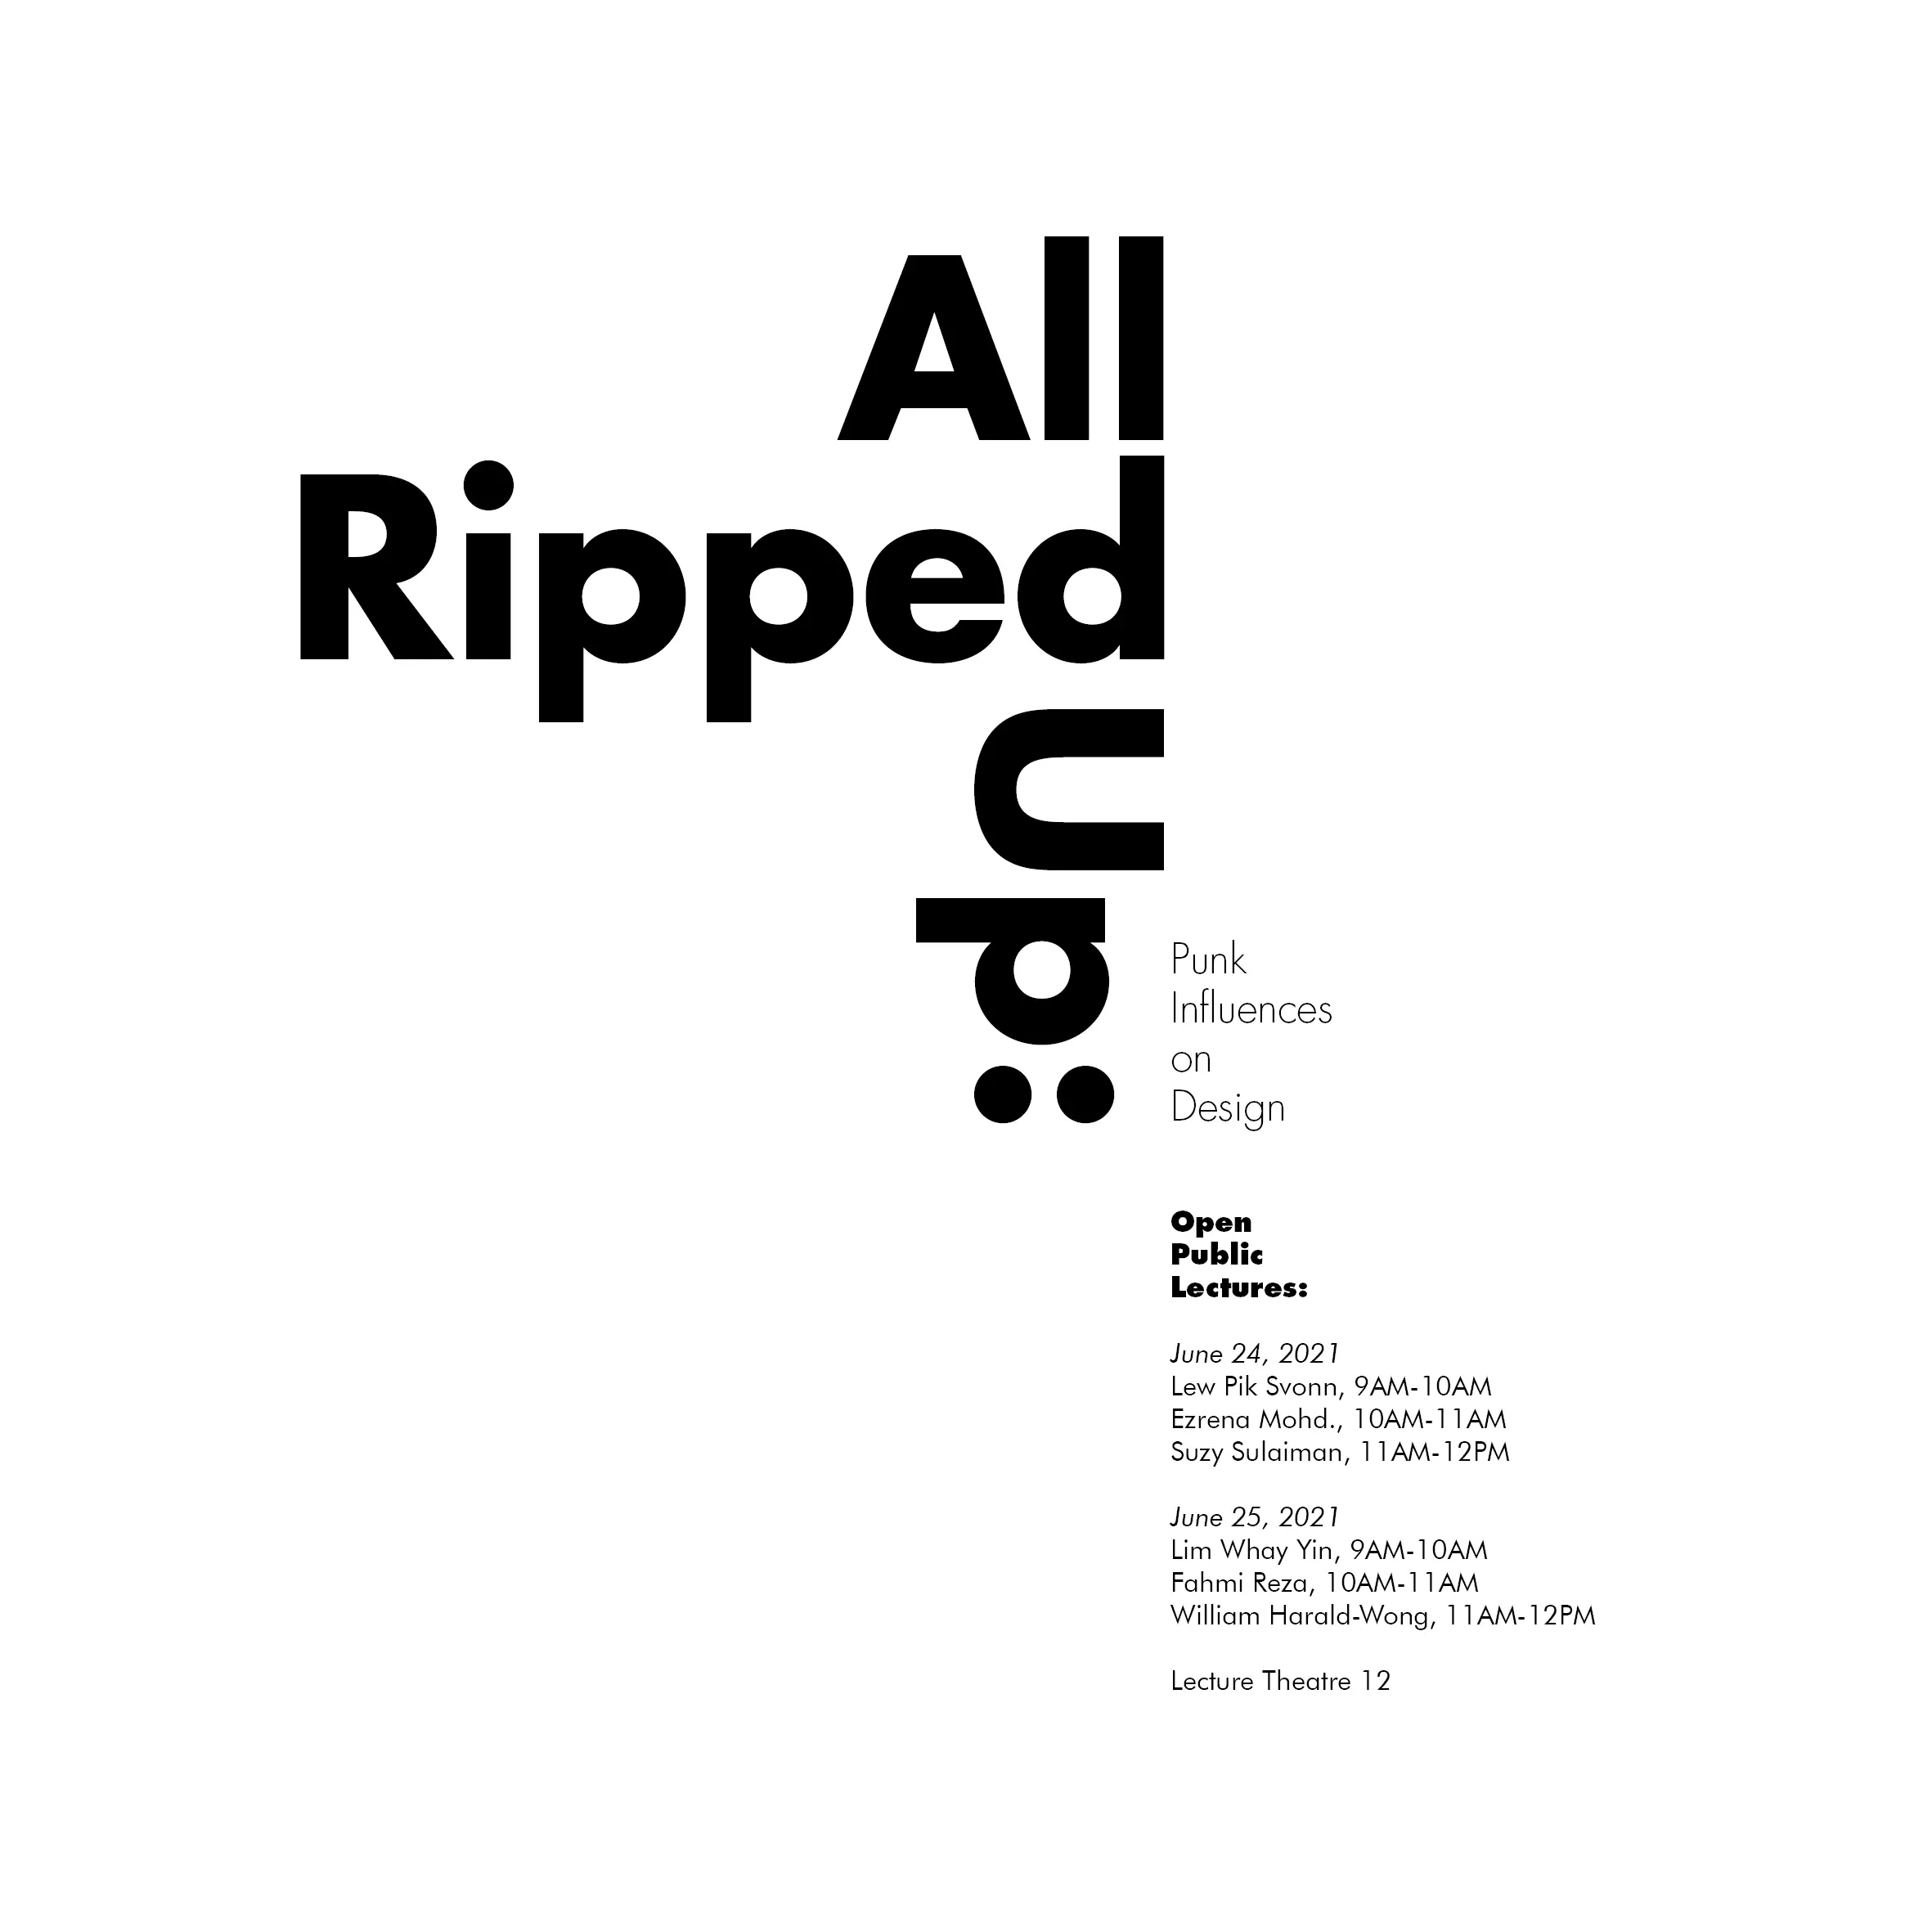 All
Ripped
Up:
Punk
Influences
on
Design
Open
Public
Lectures:
June 24, 2021
Lew Pik Svonn, 9AM-10AM
Ezrena Mohd., 10AM-11AM
Suzy Sulaiman, 11AM-12PM
June 25, 2021
Lim Whay Yin, 9AM-10AM
Fahmi Reza, 10AM-11AM
William Harald-Wong, 11AM-12PM
Lecture Theatre 12